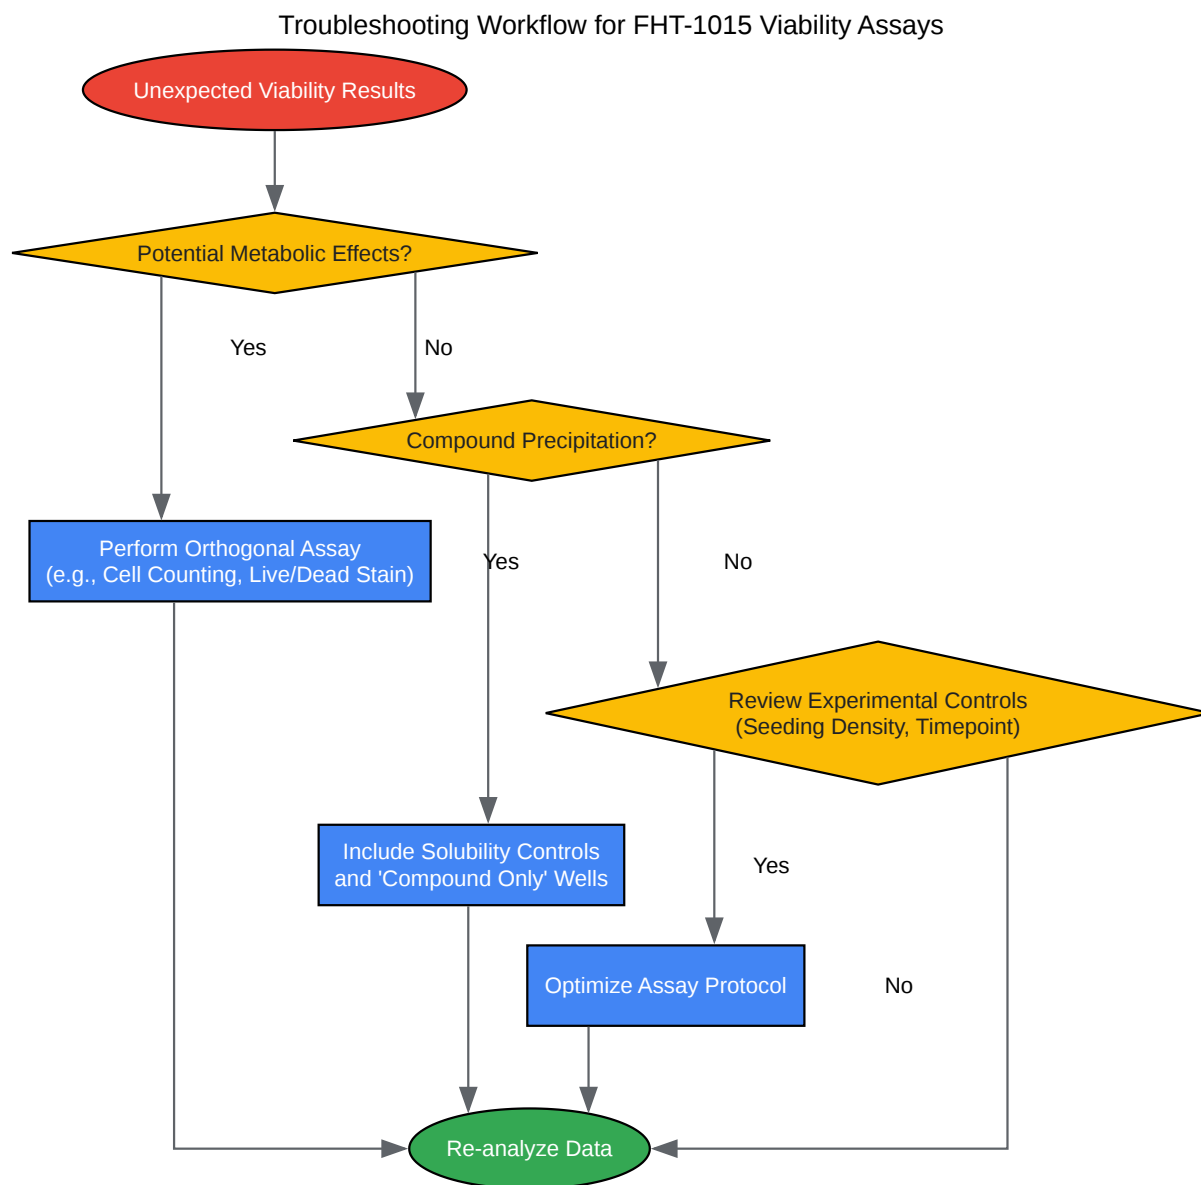 Troubleshooting Workflow for FHT-1015 Viability Assays
Unexpected Viability Results
Potential Metabolic Effects?
Yes
No
Compound Precipitation?
Perform Orthogonal Assay
(e.g., Cell Counting, Live/Dead Stain)
Yes
No
Review Experimental Controls
(Seeding Density, Timepoint)
Include Solubility Controls
and 'Compound Only' Wells
Yes
Optimize Assay Protocol
No
Re-analyze Data